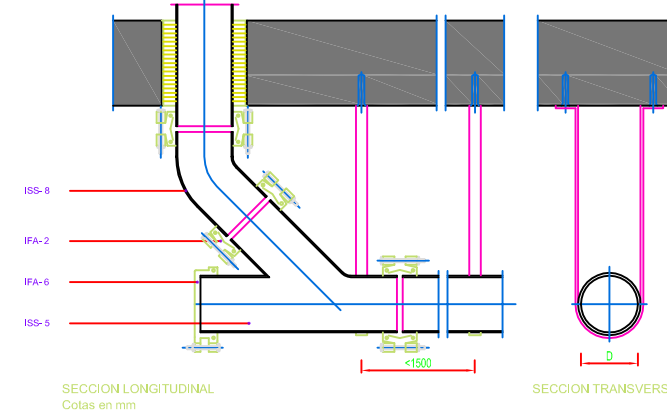 ISS-8
IFA-2
IFA-6
ISS-5
<1500
D
SECCION LONGITUDINAL
Cotas en mm
SECCION TRANSVERS